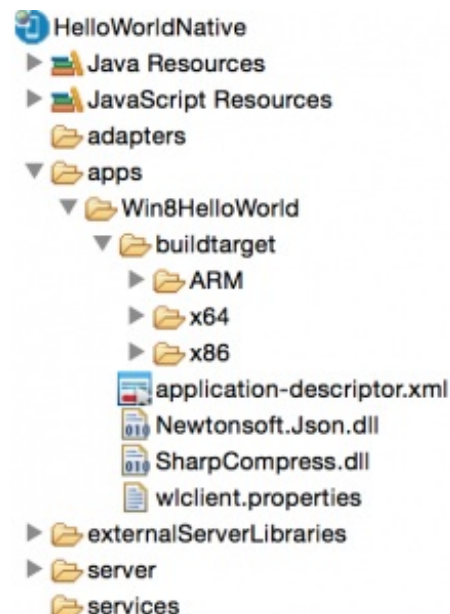 HelloWorldNative
Java Resources
JavaScript Resources
adapters
apps
Win8HelloWorld
buildtarget
ARM
x64
x86
application-descriptor.xml
Newtonsoft.Json.dll
SharpCompress.dll
wlclient.properties
externalServerLibraries
server
services